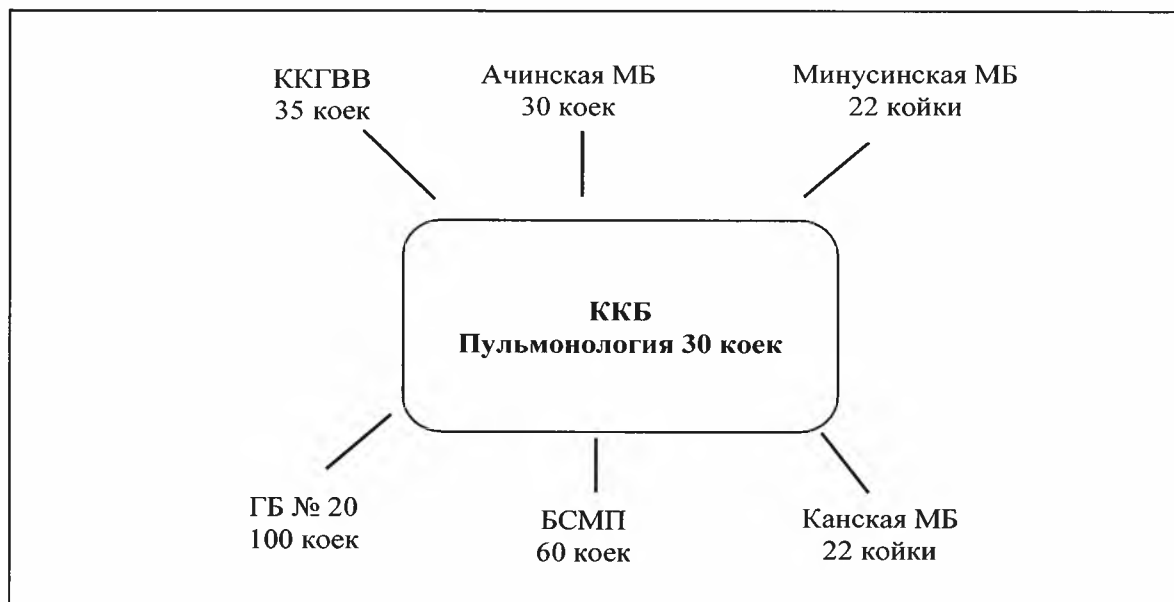 ККГВВ
35 коек
Ачинская МБ
30 коек
Минусинская МБ
22 койки
ККБ
Пульмонология 30 коек
ГБ № 20
100 коек
БСМП
60 коек
Канская МБ
22 койки